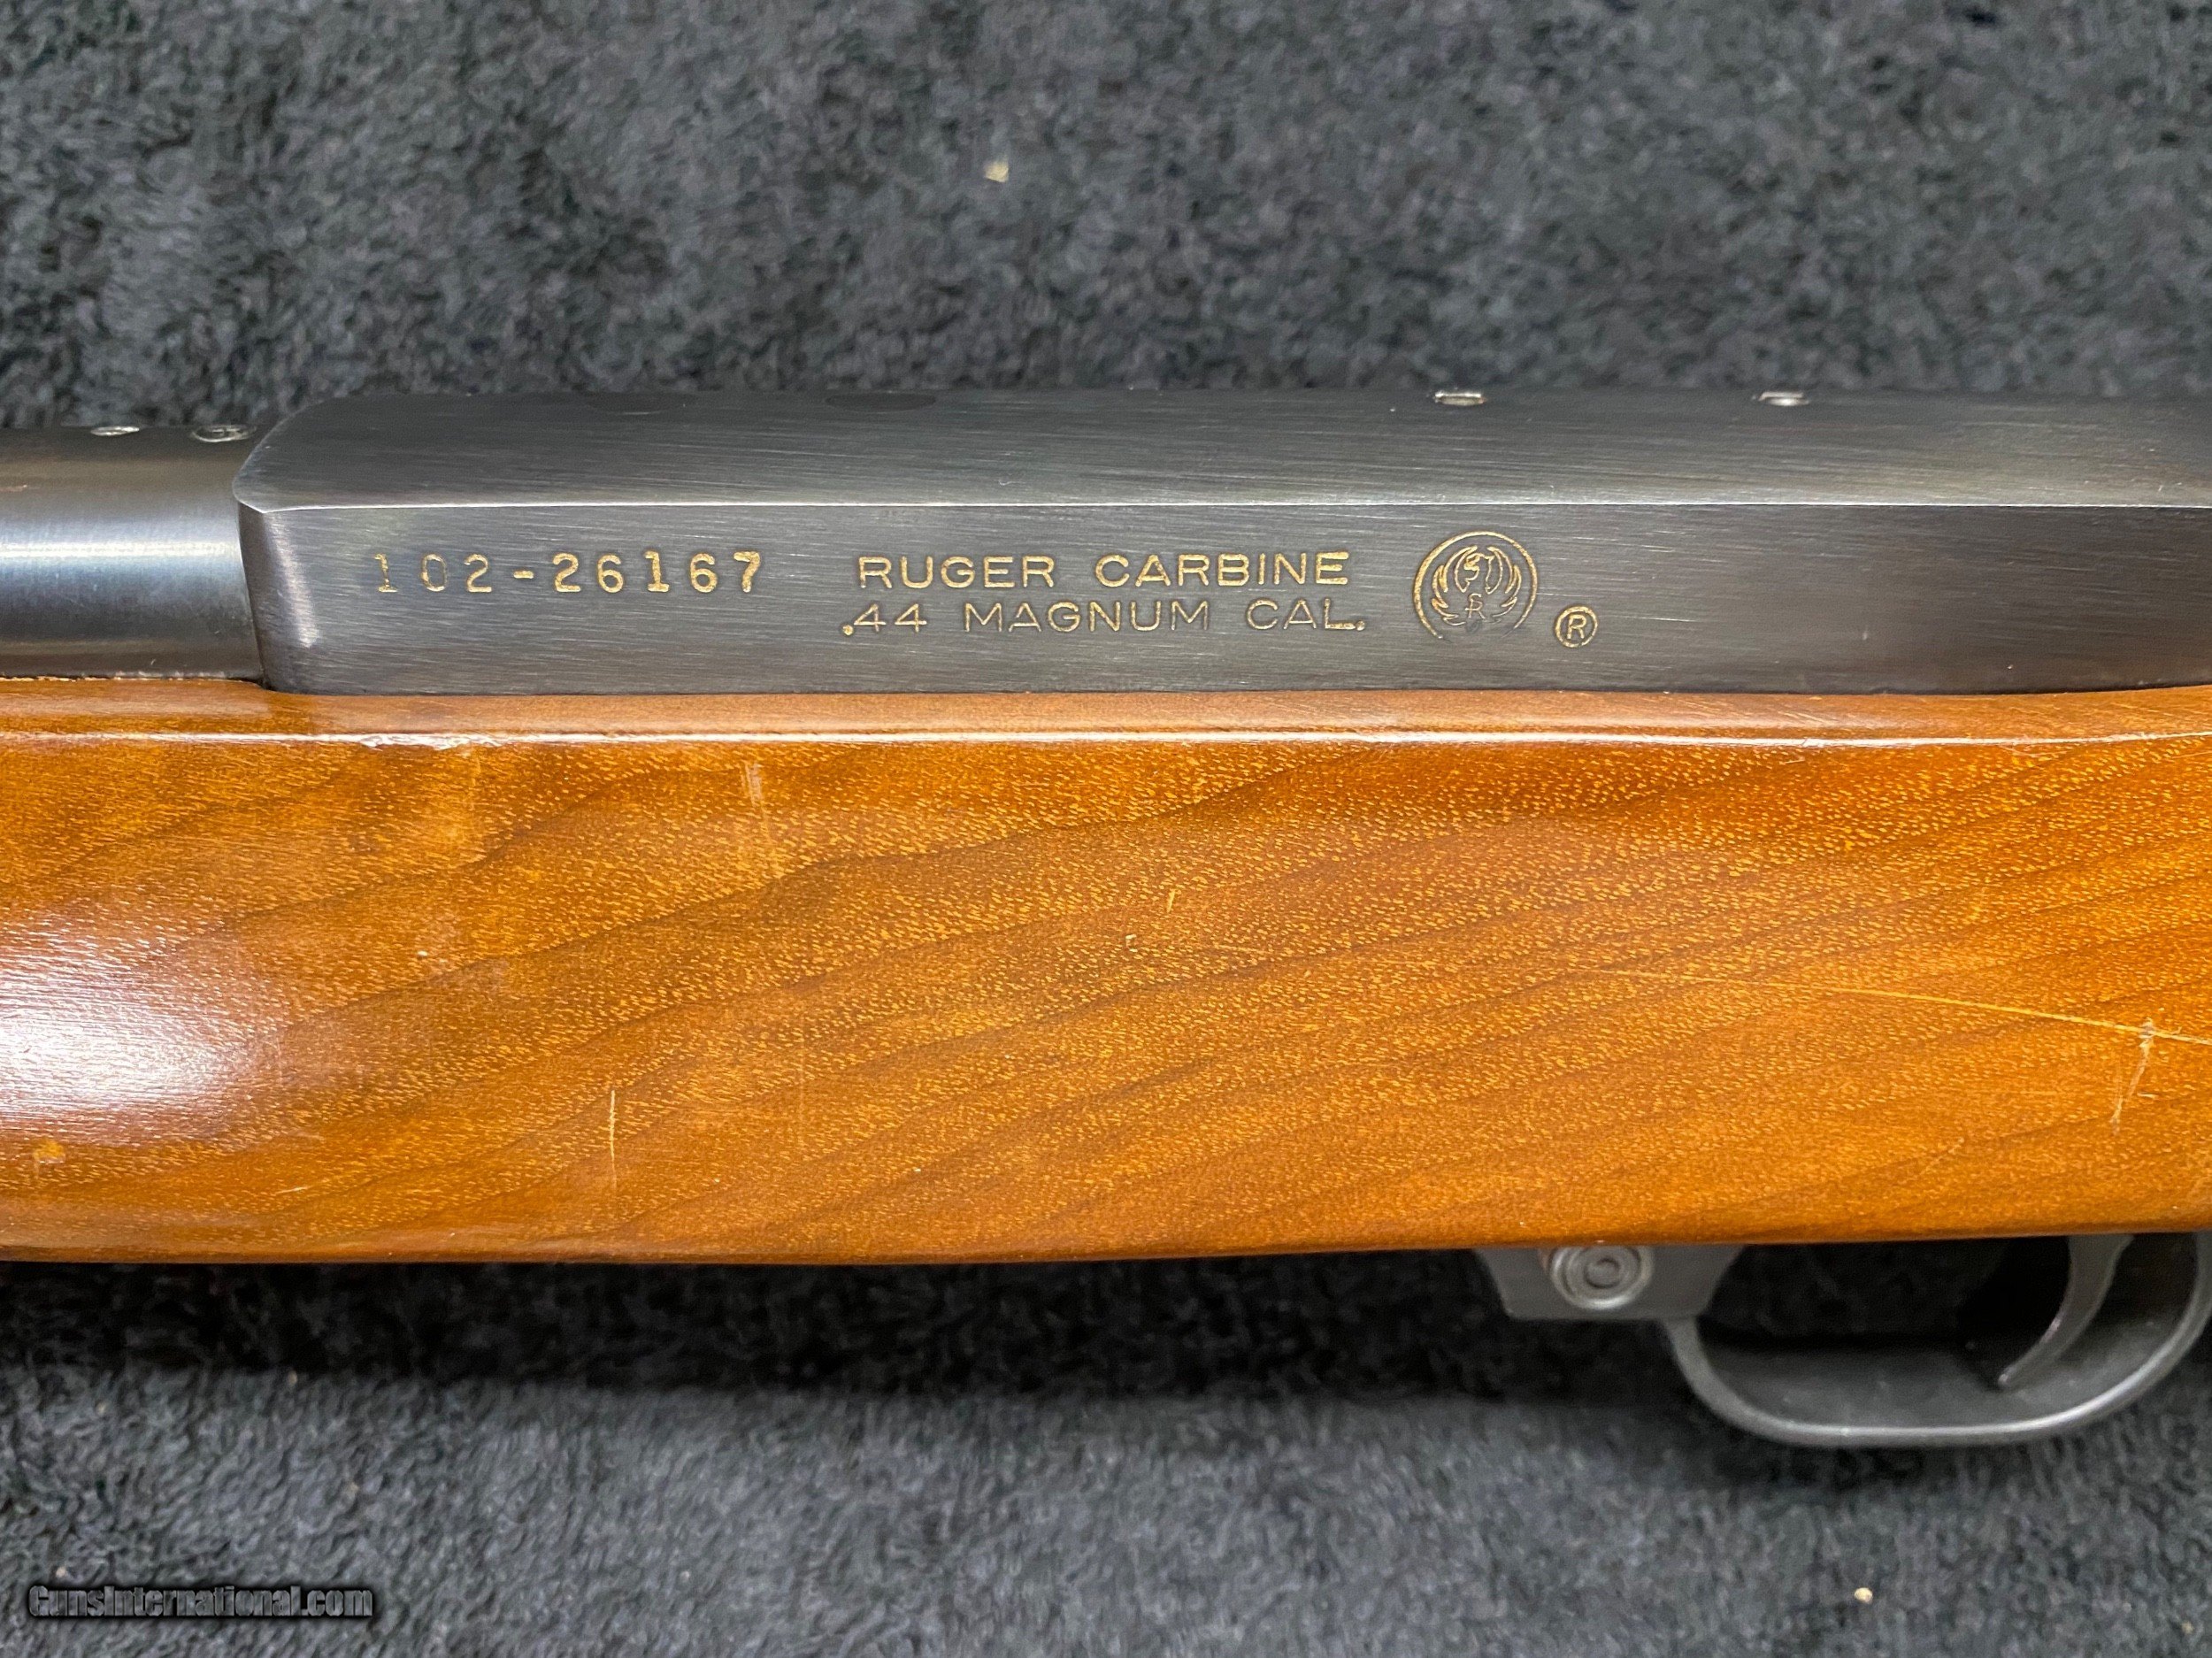 102-26167 RUGER CARBINE
.44 MAGNUM CAL. ®
GunsInternational.com